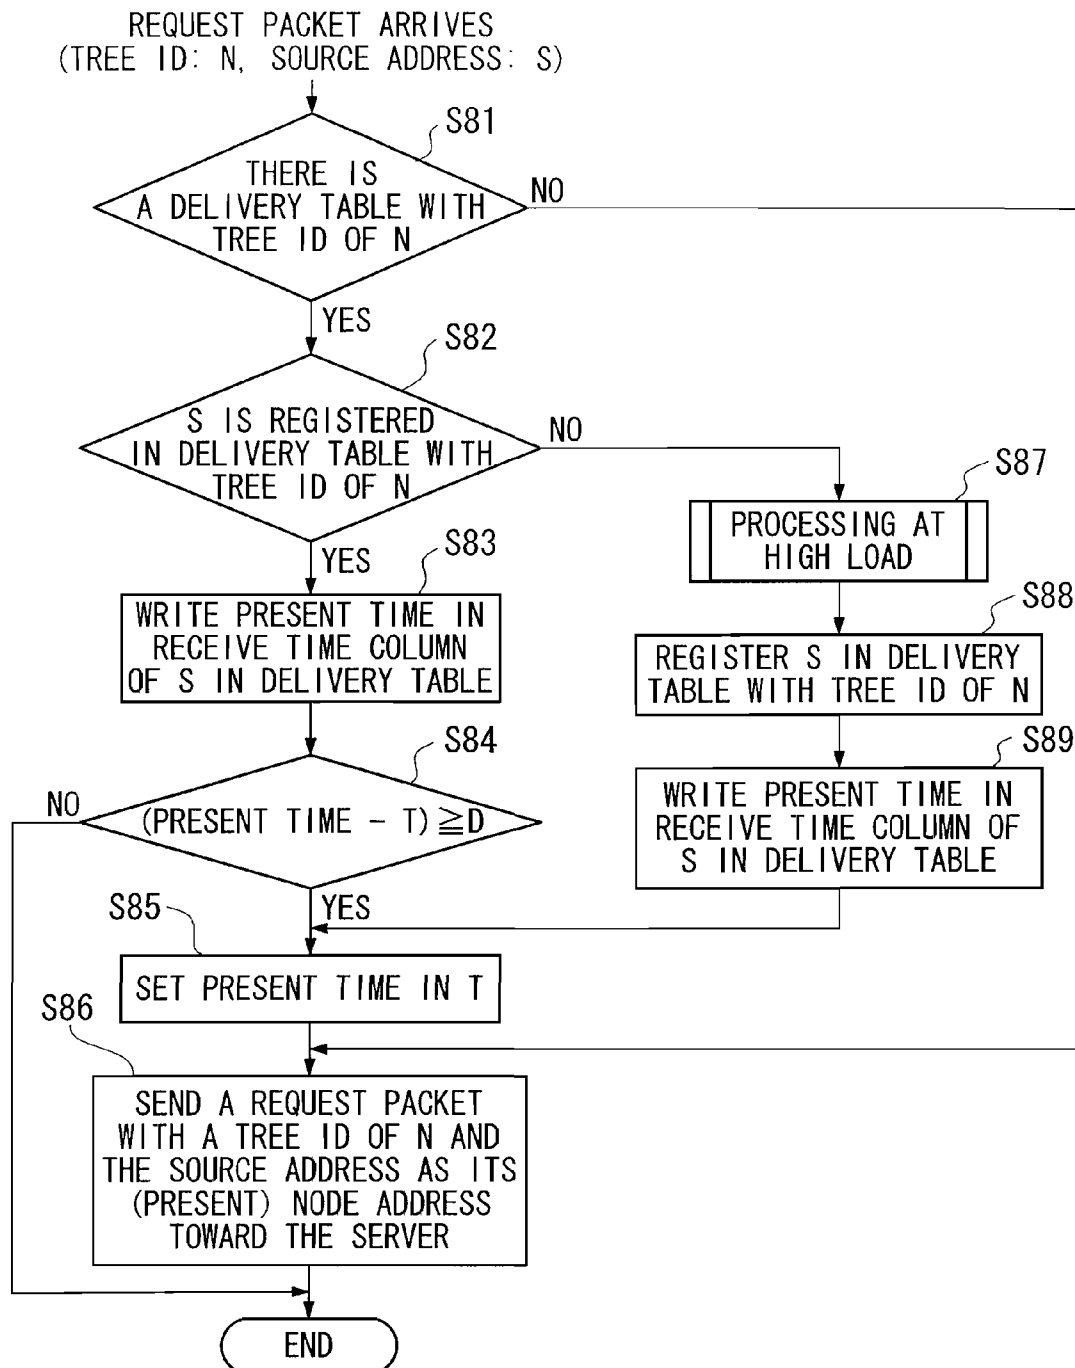 REQUEST PACKET ARRIVES
(TREE ID: N, SOURCE ADDRESS: S)
S81
THERE IS
A DELIVERY TABLE WITH
TREE ID OF N
NO
YES
S82
S IS REGISTERED
IN DELIVERY TABLE WITH
TREE ID OF N
NO
YES
S87
PROCESSING AT
HIGH LOAD
S83
WRITE PRESENT TIME IN
RECEIVE TIME COLUMN
OF S IN DELIVERY TABLE
S88
REGISTER S IN DELIVERY
TABLE WITH TREE ID OF N
S84
NO
(PRESENT TIME - T) ≧D
YES
S89
WRITE PRESENT TIME IN
RECEIVE TIME COLUMN OF
S IN DELIVERY TABLE
S85
SET PRESENT TIME IN T
S86
SEND A REQUEST PACKET
WITH A TREE ID OF N AND
THE SOURCE ADDRESS AS ITS
(PRESENT) NODE ADDRESS
TOWARD THE SERVER
END